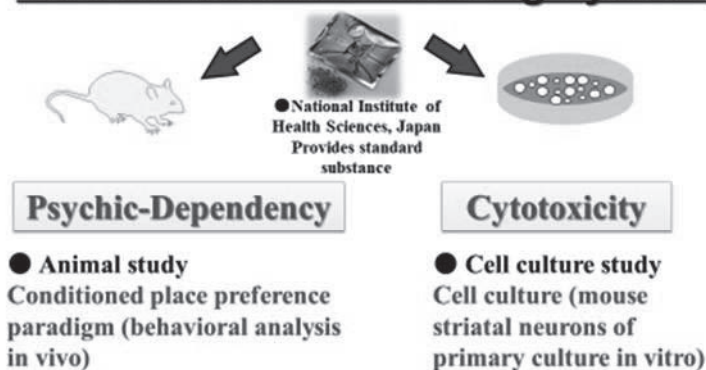 ●National Institute of
Health Sciences, Japan
Provides standard
substance
Psychic-Dependency
Cytotoxicity
● Animal study
Conditioned place preference
paradigm (behavioral analysis
in vivo)
● Cell culture study
Cell culture (mouse
striatal neurons of
primary culture in vitro)